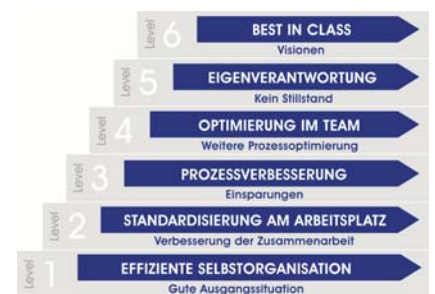 Level 6 BEST IN CLASS
Visionen
Level 5 EIGENVERANTWORTUNG
Kein Stillstand
Level 4 OPTIMIERUNG IM TEAM
Weitere Prozessoptimierung
Level 3 PROZESSVERBESSERUNG
Einsparungen
Level 2 STANDARDISIERUNG AM ARBEITSPLATZ
Verbesserung der Zusammenarbeit
Level 1 EFFIZIENTE SELBSTORGANISATION
Gute Ausgangssituation